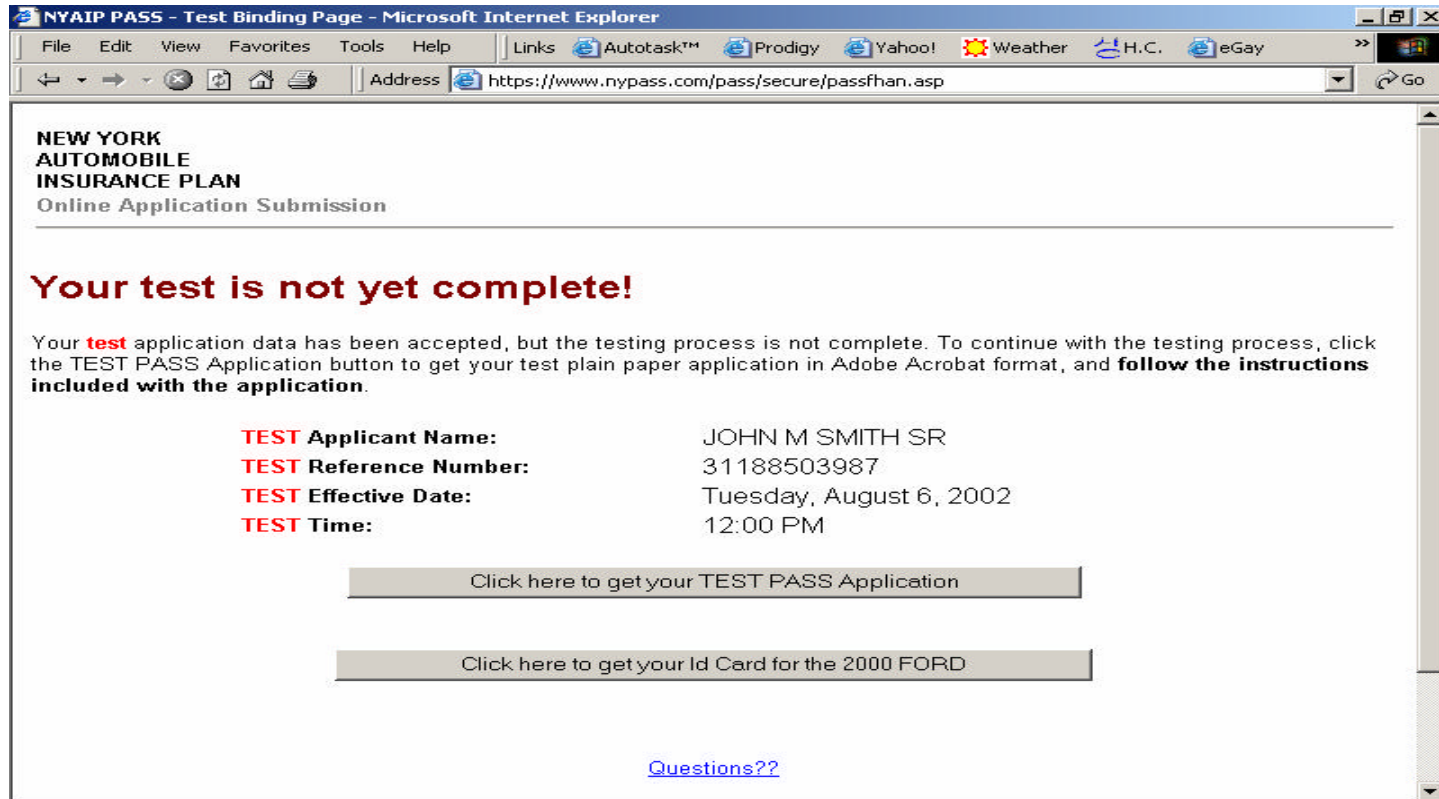 NYAIP PASS - Test Binding Page - Microsoft Internet Explorer
File Edit View Favorites Tools Help Links Autotask™ Prodigy Yahoo! Weather H.C. eGay »
Address https://www.nypass.com/pass/secure/passfhan.asp Go
NEW YORK
AUTOMOBILE
INSURANCE PLAN
Online Application Submission
Your test is not yet complete!
Your test application data has been accepted, but the testing process is not complete. To continue with the testing process, click
the TEST PASS Application button to get your test plain paper application in Adobe Acrobat format, and follow the instructions
included with the application.
TEST Applicant Name: JOHN M SMITH SR
TEST Reference Number: 31188503987
TEST Effective Date: Tuesday, August 6, 2002
TEST Time: 12:00 PM
Click here to get your TEST PASS Application
Click here to get your Id Card for the 2000 FORD
Questions??